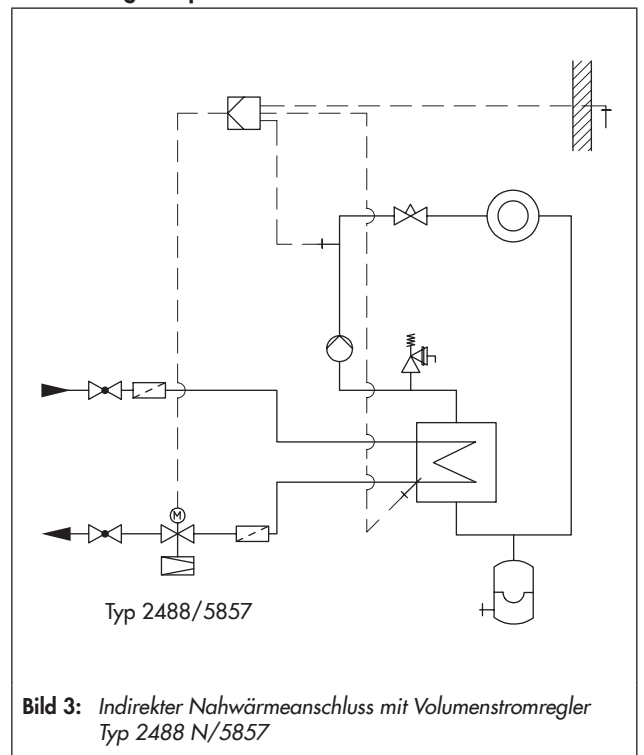 M
Typ 2488/5857
Bild 3: Indirekter Nahwärmeanschluss mit Volumenstromregler
Typ 2488 N/5857